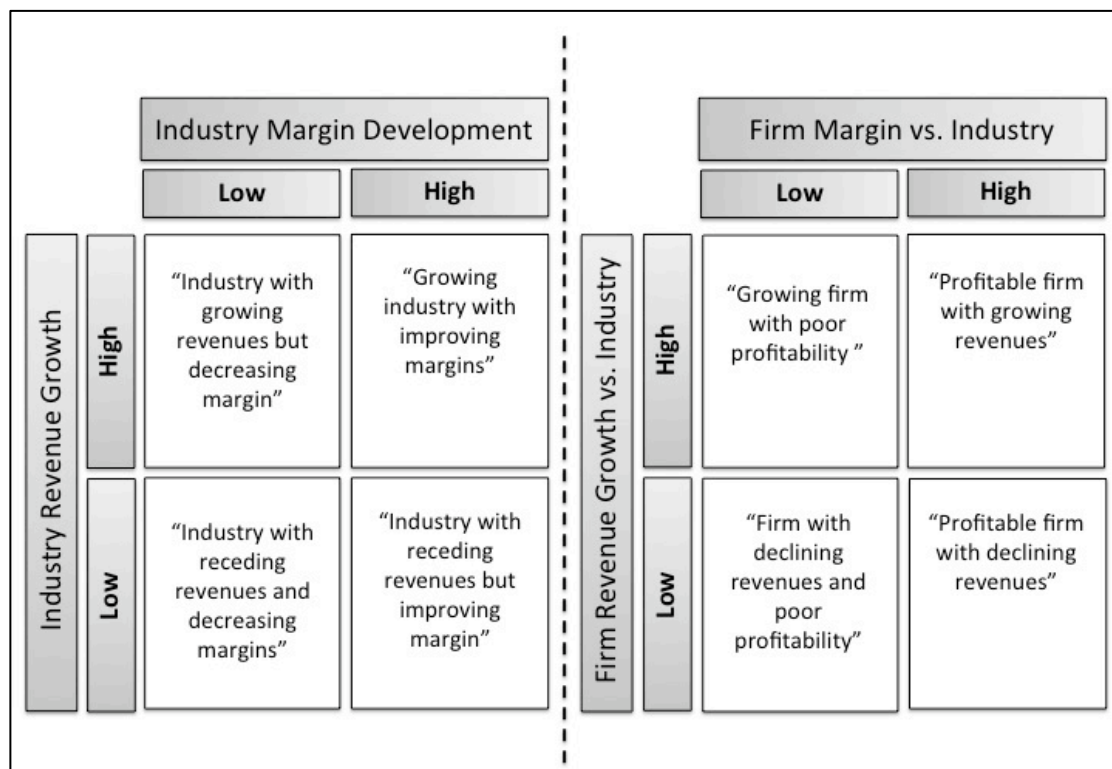 Industry Margin Development
Low
High
Industry Revenue Growth
High
“Industry with
growing
revenues but
decreasing
margin”
“Growing
industry with
improving
margins”
Low
“Industry with
receding
revenues and
decreasing
margins”
“Industry with
receding
revenues but
improving
margin”
Firm Margin vs. Industry
Low
High
Firm Revenue Growth vs. Industry
High
“Growing firm
with poor
profitability ”
“Profitable firm
with growing
revenues”
Low
“Firm with
declining
revenues and
poor
profitability”
“Profitable firm
with declining
revenues”